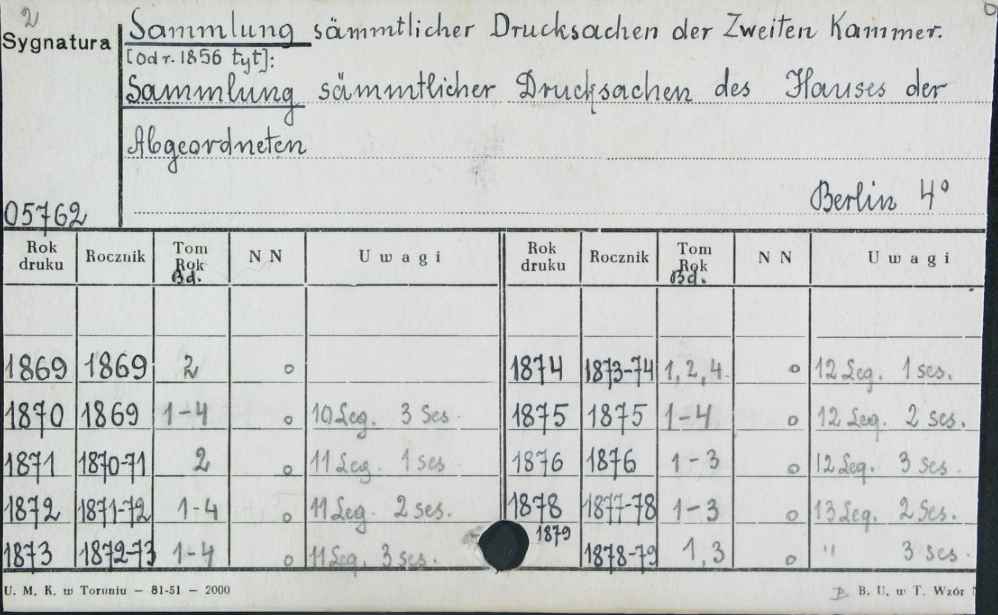 2
Sygnatura
Sammlung sämmtlicher Drucksachen der Zweiten Kammer.
[od r. 1856 tyt]:
Sammlung sämmtlicher Drucksachen des Hauses der
Abgeordneten
Berlin 4°
05762
Rok druku | Rocznik | Tom Rok Bd. | N N | Uwagi | Rok druku | Rocznik | Tom Rok Bd. | N N | Uwagi
1869 | 1869 | 2 | o | | 1874 | 1873-74 | 1, 2, 4 | o | 12 Leg. 1 ses.
1870 | 1869 | 1-4 | o | 10 Leg. 3 Ses. | 1875 | 1875 | 1-4 | o | 12 Leg. 2 ses.
1871 | 1870-71 | 2 | o | 11 Leg. 1 ses | 1876 | 1876 | 1-3 | o | 12 Leg. 3 Ses.
1872 | 1871-72 | 1-4 | o | 11 Leg. 2 ses. | 1878 | 1877-78 | 1-3 | o | 13 Leg. 2 Ses.
1873 | 1872-73 | 1-4 | o | 11 Leg. 3 ses. | 1879 | 1878-79 | 1, 3 | o | " 3 ses.
U. M. K. w Toruniu — 81-51 — 2000
B. U. w T. Wzór